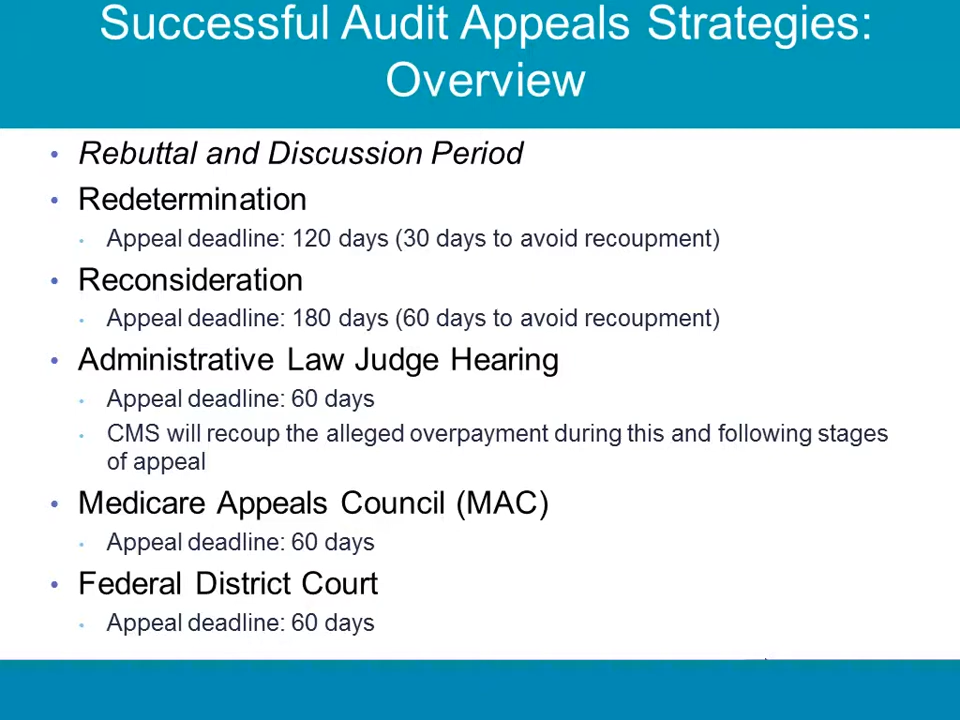 Successful Audit Appeals Strategies:
Overview
• Rebuttal and Discussion Period
• Redetermination
• Appeal deadline: 120 days (30 days to avoid recoupment)
• Reconsideration
• Appeal deadline: 180 days (60 days to avoid recoupment)
• Administrative Law Judge Hearing
• Appeal deadline: 60 days
• CMS will recoup the alleged overpayment during this and following stages
of appeal
• Medicare Appeals Council (MAC)
• Appeal deadline: 60 days
• Federal District Court
• Appeal deadline: 60 days